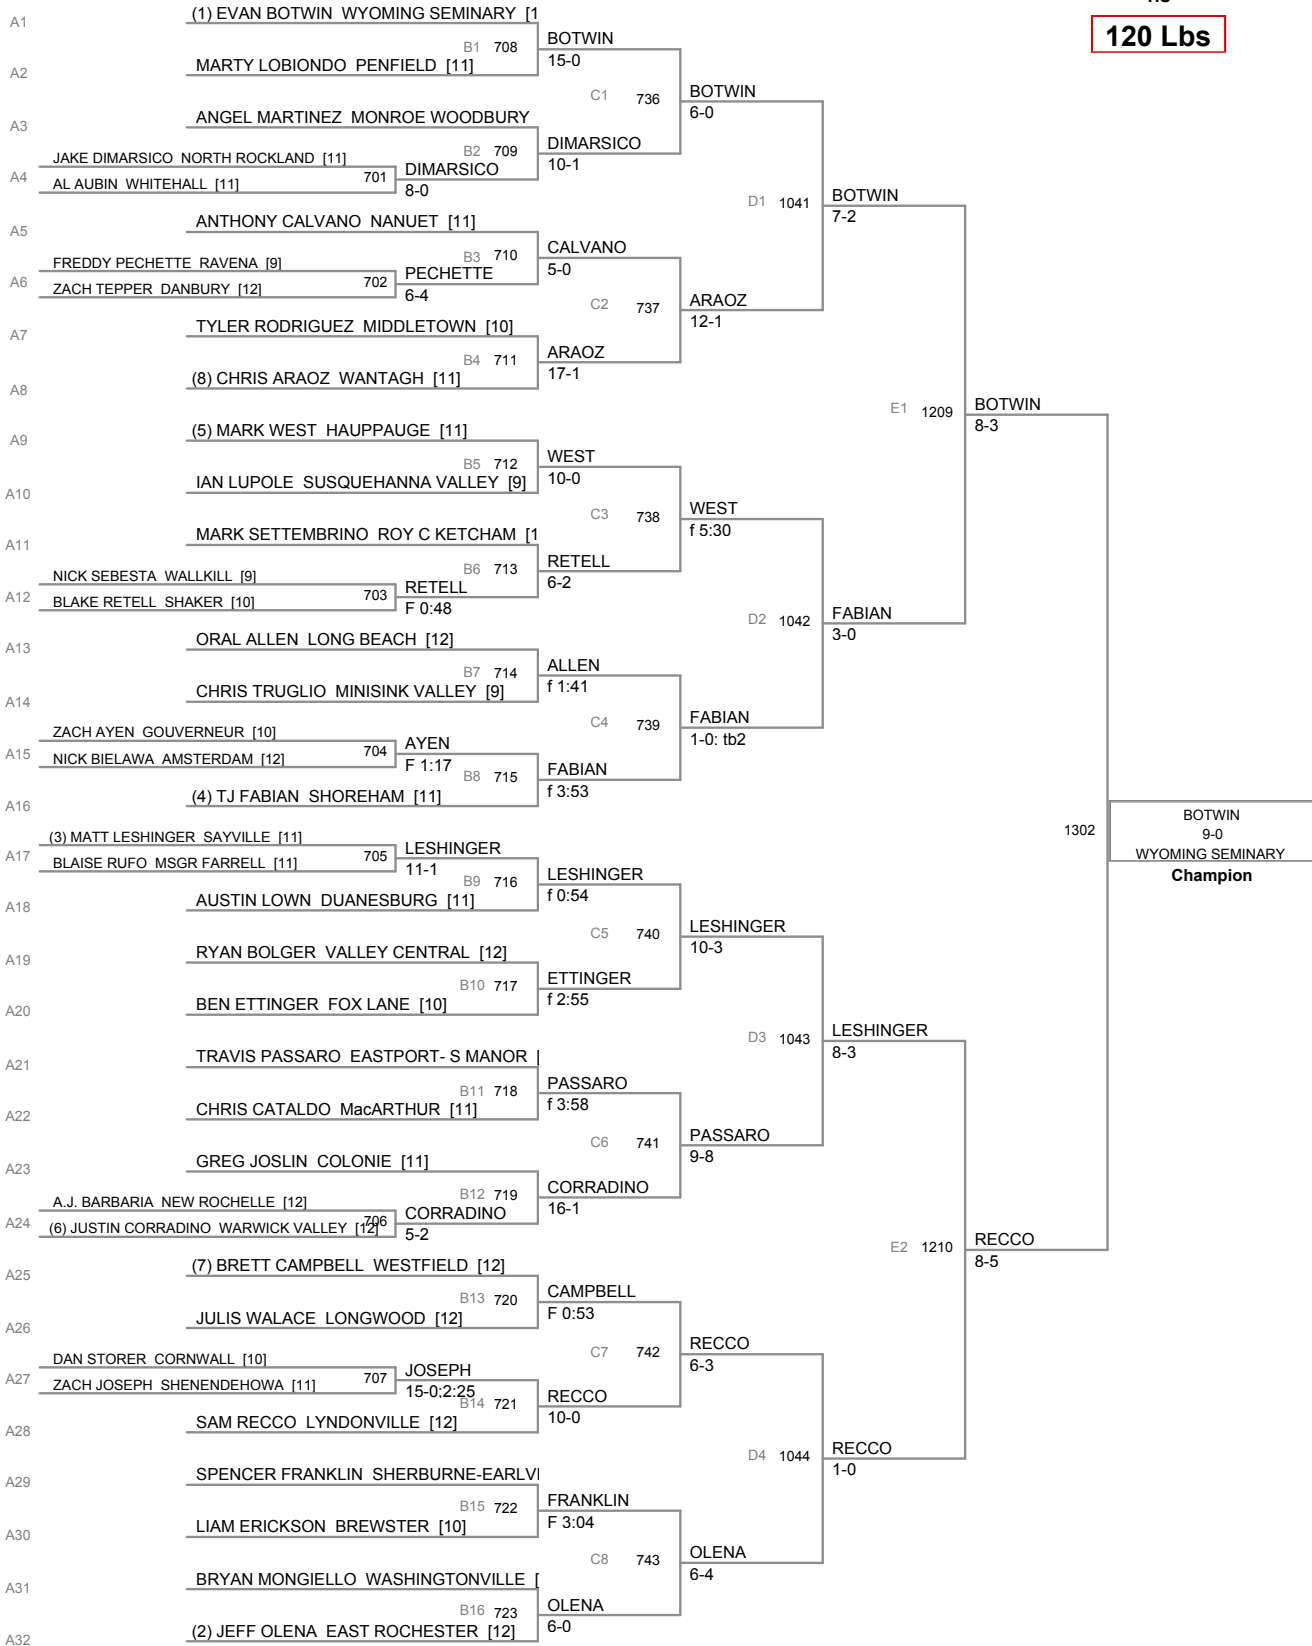 120 Lbs
A1
(1) EVAN BOTWIN WYOMING SEMINARY [1
B1 708
BOTWIN
15-0
A2
MARTY LOBIONDO PENFIELD [11]
C1 736
BOTWIN
6-0
A3
ANGEL MARTINEZ MONROE WOODBURY
B2 709
DIMARSICO
10-1
JAKE DIMARSICO NORTH ROCKLAND [11]
A4
701
DIMARSICO
8-0
AL AUBIN WHITEHALL [11]
D1 1041
BOTWIN
7-2
A5
ANTHONY CALVANO NANUET [11]
B3 710
CALVANO
5-0
FREDDY PECHETTE RAVENA [9]
A6
702
PECHETTE
6-4
ZACH TEPPER DANBURY [12]
C2 737
ARAOZ
12-1
A7
TYLER RODRIGUEZ MIDDLETOWN [10]
B4 711
ARAOZ
17-1
A8
(8) CHRIS ARAOZ WANTAGH [11]
E1 1209
BOTWIN
8-3
A9
(5) MARK WEST HAUPPAUGE [11]
B5 712
WEST
10-0
A10
IAN LUPOLE SUSQUEHANNA VALLEY [9]
C3 738
WEST
f 5:30
A11
MARK SETTEMBRINO ROY C KETCHAM [1
B6 713
RETELL
6-2
NICK SEBESTA WALLKILL [9]
A12
703
RETELL
F 0:48
BLAKE RETELL SHAKER [10]
D2 1042
FABIAN
3-0
A13
ORAL ALLEN LONG BEACH [12]
B7 714
ALLEN
f 1:41
A14
CHRIS TRUGLIO MINISINK VALLEY [9]
C4 739
FABIAN
1-0: tb2
ZACH AYEN GOUVERNEUR [10]
A15
704
AYEN
F 1:17
NICK BIELAWA AMSTERDAM [12]
B8 715
FABIAN
f 3:53
A16
(4) TJ FABIAN SHOREHAM [11]
1302
BOTWIN
9-0
WYOMING SEMINARY
Champion
(3) MATT LESHINGER SAYVILLE [11]
A17
705
LESHINGER
11-1
BLAISE RUFO MSGR FARRELL [11]
B9 716
LESHINGER
f 0:54
A18
AUSTIN LOWN DUANESBURG [11]
C5 740
LESHINGER
10-3
A19
RYAN BOLGER VALLEY CENTRAL [12]
B10 717
ETTINGER
f 2:55
A20
BEN ETTINGER FOX LANE [10]
D3 1043
LESHINGER
8-3
A21
TRAVIS PASSARO EASTPORT- S MANOR [
B11 718
PASSARO
f 3:58
A22
CHRIS CATALDO MacARTHUR [11]
C6 741
PASSARO
9-8
A23
GREG JOSLIN COLONIE [11]
B12 719
CORRADINO
16-1
A.J. BARBARIA NEW ROCHELLE [12]
A24
706
CORRADINO
5-2
(6) JUSTIN CORRADINO WARWICK VALLEY [12]
E2 1210
RECCO
8-5
A25
(7) BRETT CAMPBELL WESTFIELD [12]
B13 720
CAMPBELL
F 0:53
A26
JULIS WALACE LONGWOOD [12]
C7 742
RECCO
6-3
DAN STORER CORNWALL [10]
A27
707
JOSEPH
15-0:2:25
ZACH JOSEPH SHENENDEHOWA [11]
B14 721
RECCO
10-0
A28
SAM RECCO LYNDONVILLE [12]
D4 1044
RECCO
1-0
A29
SPENCER FRANKLIN SHERBURNE-EARLVI
B15 722
FRANKLIN
F 3:04
A30
LIAM ERICKSON BREWSTER [10]
C8 743
OLENA
6-4
A31
BRYAN MONGIELLO WASHINGTONVILLE [
B16 723
OLENA
6-0
A32
(2) JEFF OLENA EAST ROCHESTER [12]